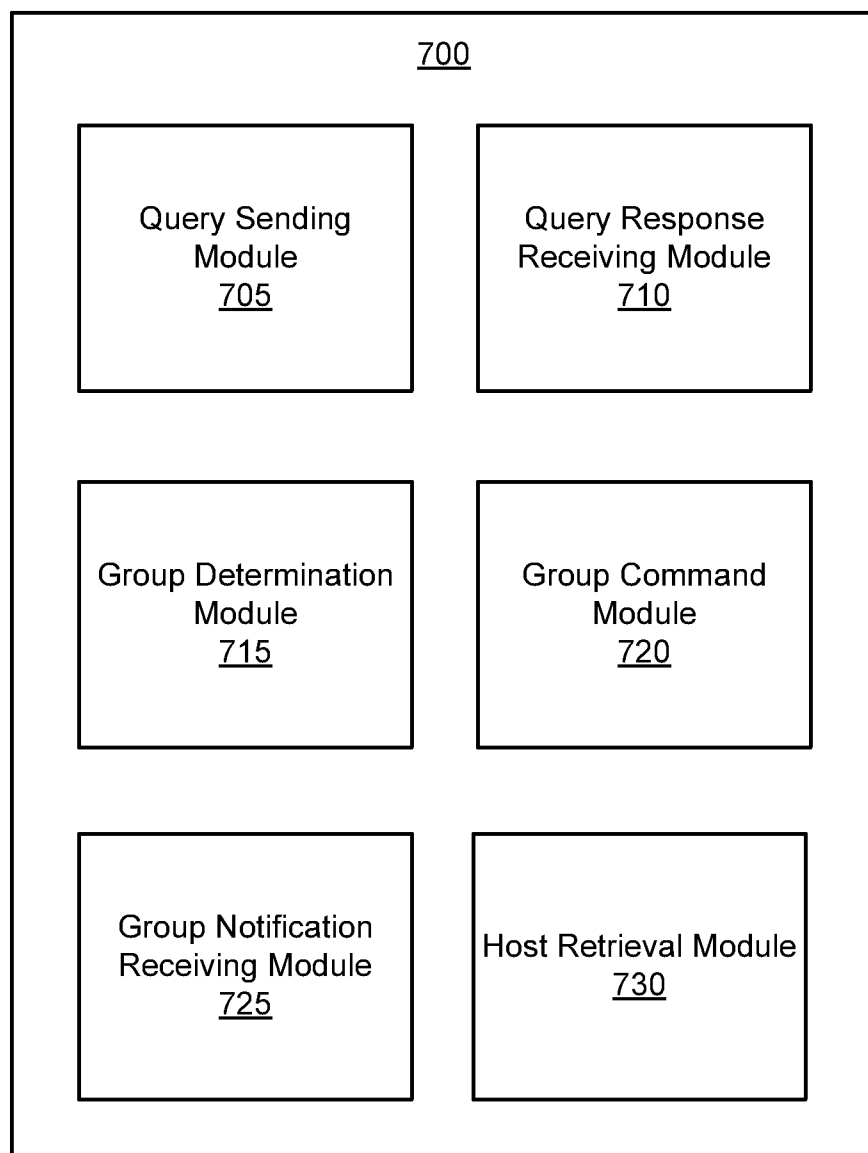 700
Query Sending
Module
705
Query Response
Receiving Module
710
Group Determination
Module
715
Group Command
Module
720
Group Notification
Receiving Module
725
Host Retrieval Module
730